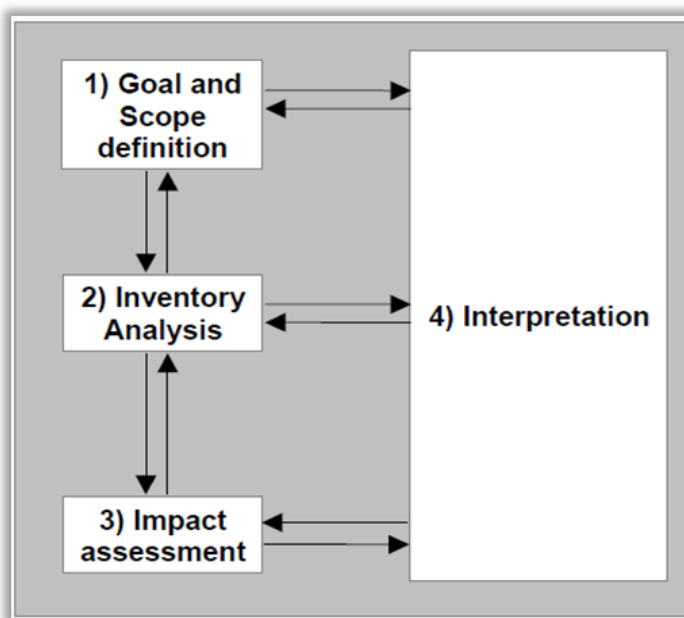 1) Goal and
Scope
definition
2) Inventory
Analysis
4) Interpretation
3) Impact
assessment